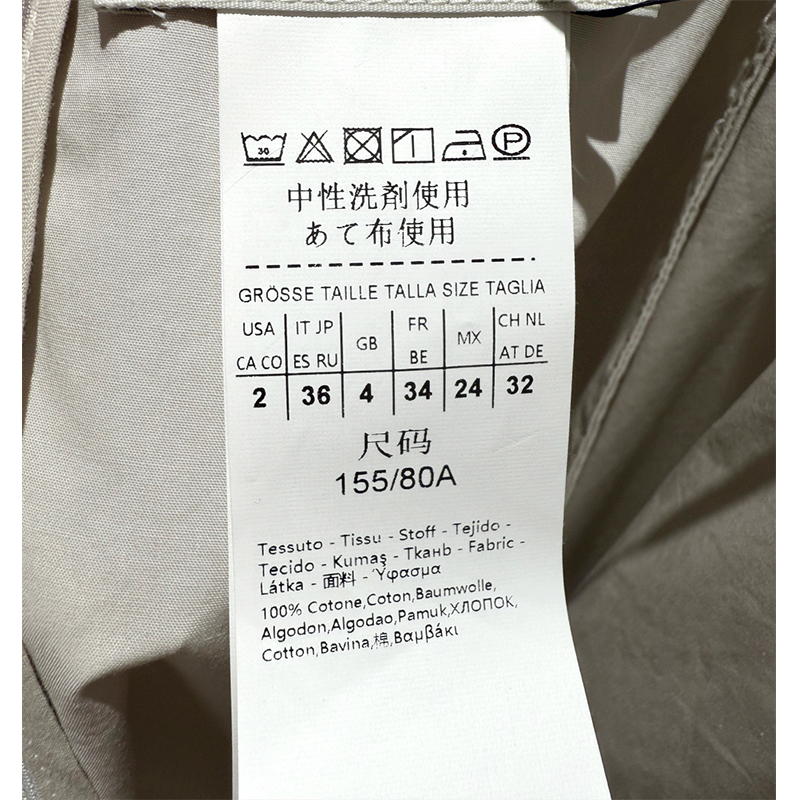 30 P
中性洗剤使用
あて布使用
GRÖSSE TAILLE TALLA SIZE TAGLIA
USA IT JP GB FR MX CH NL
CA CO ES RU BE AT DE
2 36 4 34 24 32
尺码
155/80A
Tessuto - Tissu - Stoff - Tejido -
Tecido - Kumaş - Ткань - Fabric -
Látka - 面料 - Ύφασμα
100% Cotone,Coton,Baumwolle,
Algodon,Algodao,Pamuk,ХЛОПОК,
Cotton,Bavina,棉,Βαμβάκι